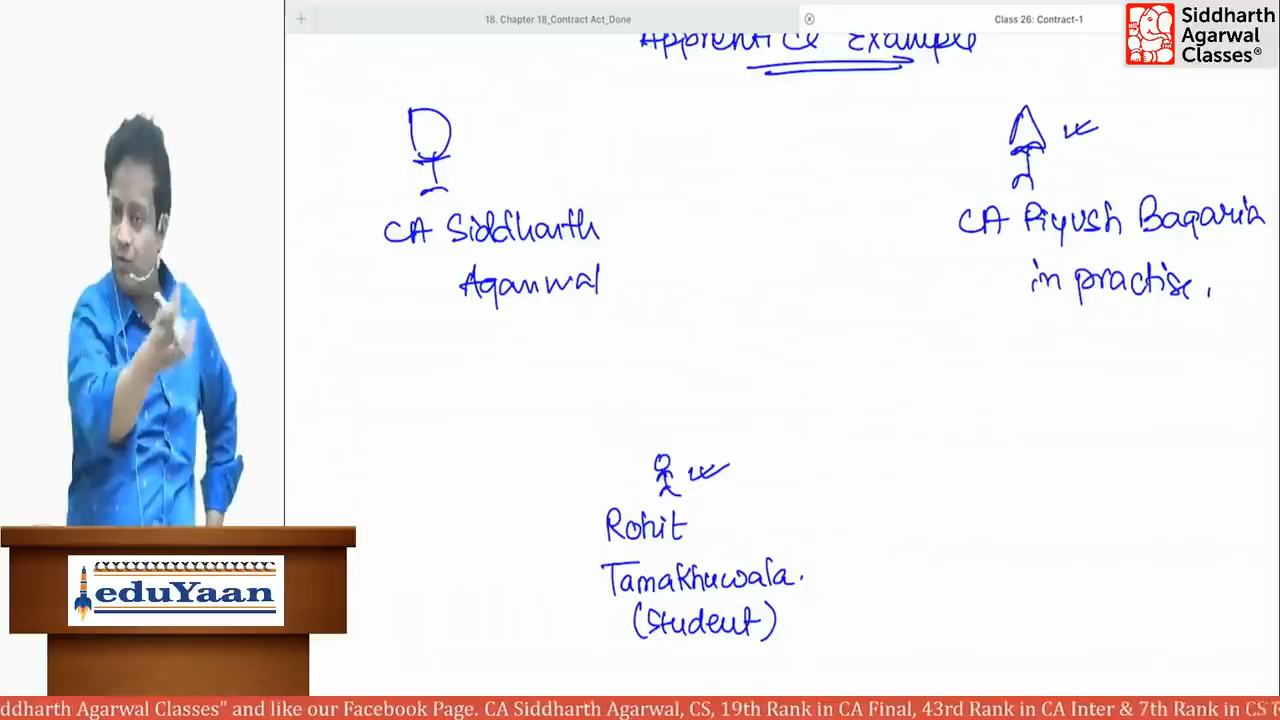 18. Chapter 18_Contract Act_Done
Class 26: Contract-1
Siddharth
Agarwal
Classes®
Apprentice Example
CA Siddharth
Agarwal
CA Piyush Bagaria
in practise.
Rohit
Tamakhuwala.
(Student)
eduYaan
ddharth Agarwal Classes" and like our Facebook Page. CA Siddharth Agarwal, CS, 19th Rank in CA Final, 43rd Rank in CA Inter & 7th Rank in CS